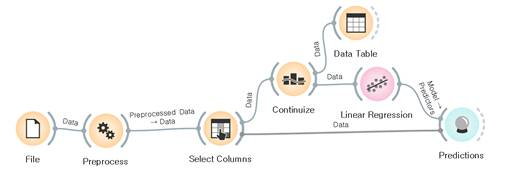 File
Data
Preprocess
Preprocessed Data
→ Data
Select Columns
Data
Continuize
Data
Data Table
Data
Linear Regression
Model →
Predictors
Data
Predictions